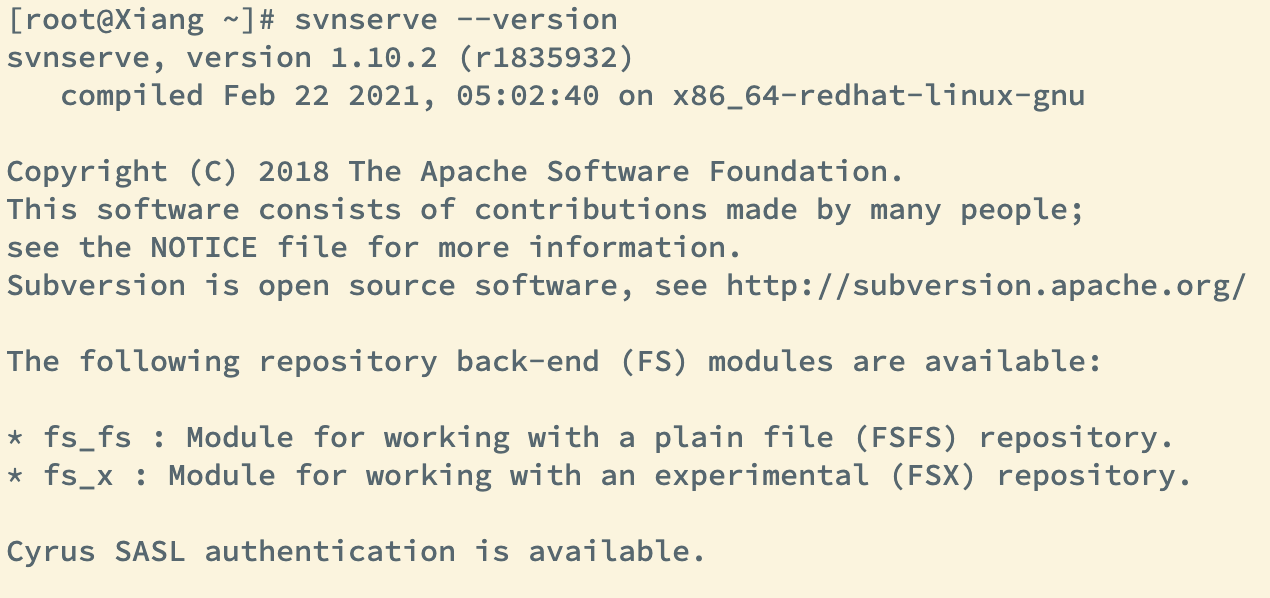 [root@Xiang ~]# svnserve --version
svnserve, version 1.10.2 (r1835932)
   compiled Feb 22 2021, 05:02:40 on x86_64-redhat-linux-gnu

Copyright (C) 2018 The Apache Software Foundation.
This software consists of contributions made by many people;
see the NOTICE file for more information.
Subversion is open source software, see http://subversion.apache.org/

The following repository back-end (FS) modules are available:

* fs_fs : Module for working with a plain file (FSFS) repository.
* fs_x : Module for working with an experimental (FSX) repository.

Cyrus SASL authentication is available.